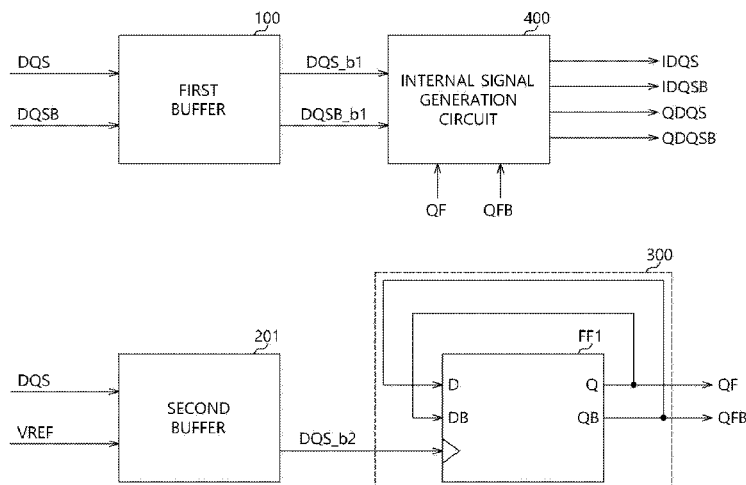 100
400
DQS
DQSB
FIRST
BUFFER
DQS_b1
DQSB_b1
INTERNAL SIGNAL
GENERATION
CIRCUIT
IDQS
IDQSB
QDQS
QDQSB
QF
QFB
300
201
FF1
DQS
VREF
SECOND
BUFFER
DQS_b2
D
DB
Q
QB
QF
QFB